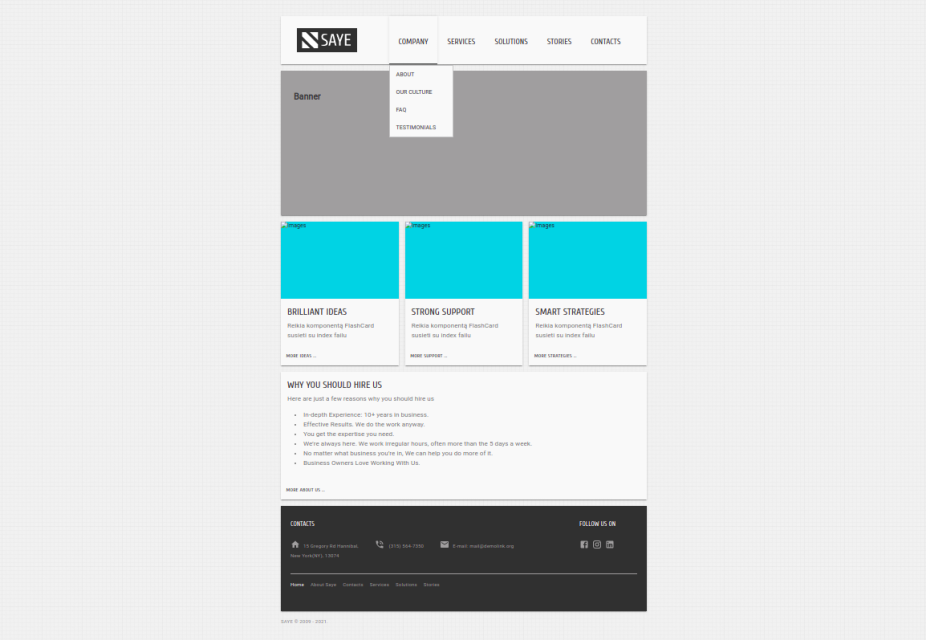 SAYE
COMPANY SERVICES SOLUTIONS STORIES CONTACTS
ABOUT
OUR CULTURE
FAQ
TESTIMONIALS
Banner
Images Images Images
BRILLIANT IDEAS
Reikia komponentą FlashCard
susieti su index failu
MORE IDEAS ...
STRONG SUPPORT
Reikia komponentą FlashCard
susieti su index failu
MORE SUPPORT ...
SMART STRATEGIES
Reikia komponentą FlashCard
susieti su index failu
MORE STRATEGIES ...
WHY YOU SHOULD HIRE US
Here are just a few reasons why you should hire us
In-depth Experience: 10+ years in business.
Effective Results. We do the work anyway.
You get the expertise you need.
We're always here. We work irregular hours, often more than the 5 days a week.
No matter what business you're in, We can help you do more of it.
Business Owners Love Working With Us.
MORE ABOUT US ...
CONTACTS FOLLOW US ON
Gregory Rd Hannibal,
New York(NY), (315) 564- E-mail: mail@demolink.org
Home About Saye Contacts Services Solutions Stories
SAYE © - 2021